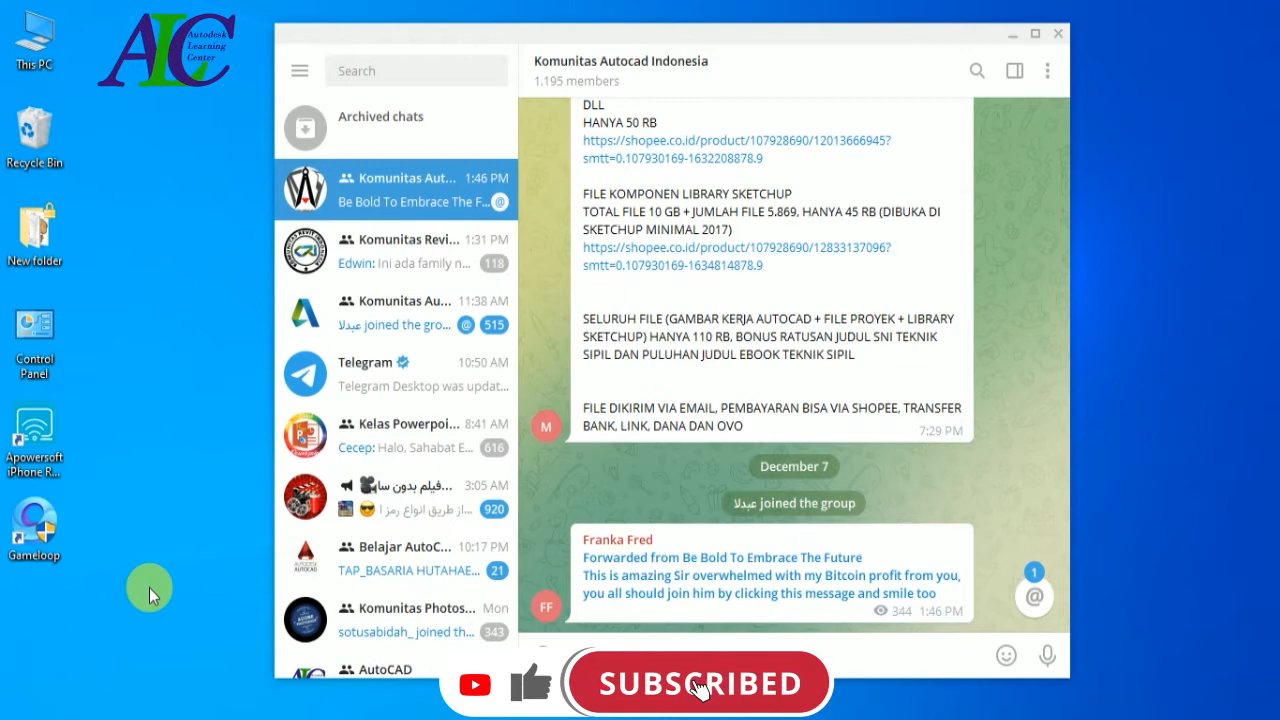 This PC
Recycle Bin
New folder
Control
Panel
Apowersoft
iPhone R...
Gameloop
ALC
Autodesk
Learning
Center
Search
Archived chats
Komunitas Aut... 1:46 PM
Be Bold To Embrace The F... @
Komunitas Revi... 1:31 PM
Edwin: Ini ada family n... 118
Komunitas Au... 11:38 AM
عبدلا joined the gro... @ 515
Telegram 10:50 AM
Telegram Desktop was updat...
Kelas Powerpoi... 8:41 AM
Cecep: Halo, Sahabat E... 616
فیلم بدون سا... 3:05 AM
از طریق انواع رمز ا... 920
Belajar AutoC... 10:17 PM
TAP_BASARIA HUTAHAE... 21
Komunitas Photos... Mon
sotusabidah_ joined th... 343
AutoCAD
Komunitas Autocad Indonesia
1,195 members
DLL
HANYA 50 RB
https://shopee.co.id/product/107928690/12013666945?
smtt=0.107930169-1632208878.9
FILE KOMPONEN LIBRARY SKETCHUP
TOTAL FILE 10 GB + JUMLAH FILE 5.869, HANYA 45 RB (DIBUKA DI
SKETCHUP MINIMAL 2017)
https://shopee.co.id/product/107928690/12833137096?
smtt=0.107930169-1634814878.9
SELURUH FILE (GAMBAR KERJA AUTOCAD + FILE PROYEK + LIBRARY
SKETCHUP) HANYA 110 RB, BONUS RATUSAN JUDUL SNI TEKNIK
SIPIL DAN PULUHAN JUDUL EBOOK TEKNIK SIPIL
FILE DIKIRIM VIA EMAIL, PEMBAYARAN BISA VIA SHOPEE, TRANSFER
BANK, LINK, DANA DAN OVO
M
7:29 PM
December 7
عبدلا joined the group
Franka Fred
Forwarded from Be Bold To Embrace The Future
This is amazing Sir overwhelmed with my Bitcoin profit from you,
you all should join him by clicking this message and smile too
FF
344 1:46 PM
1
@
SUBSCRIBED